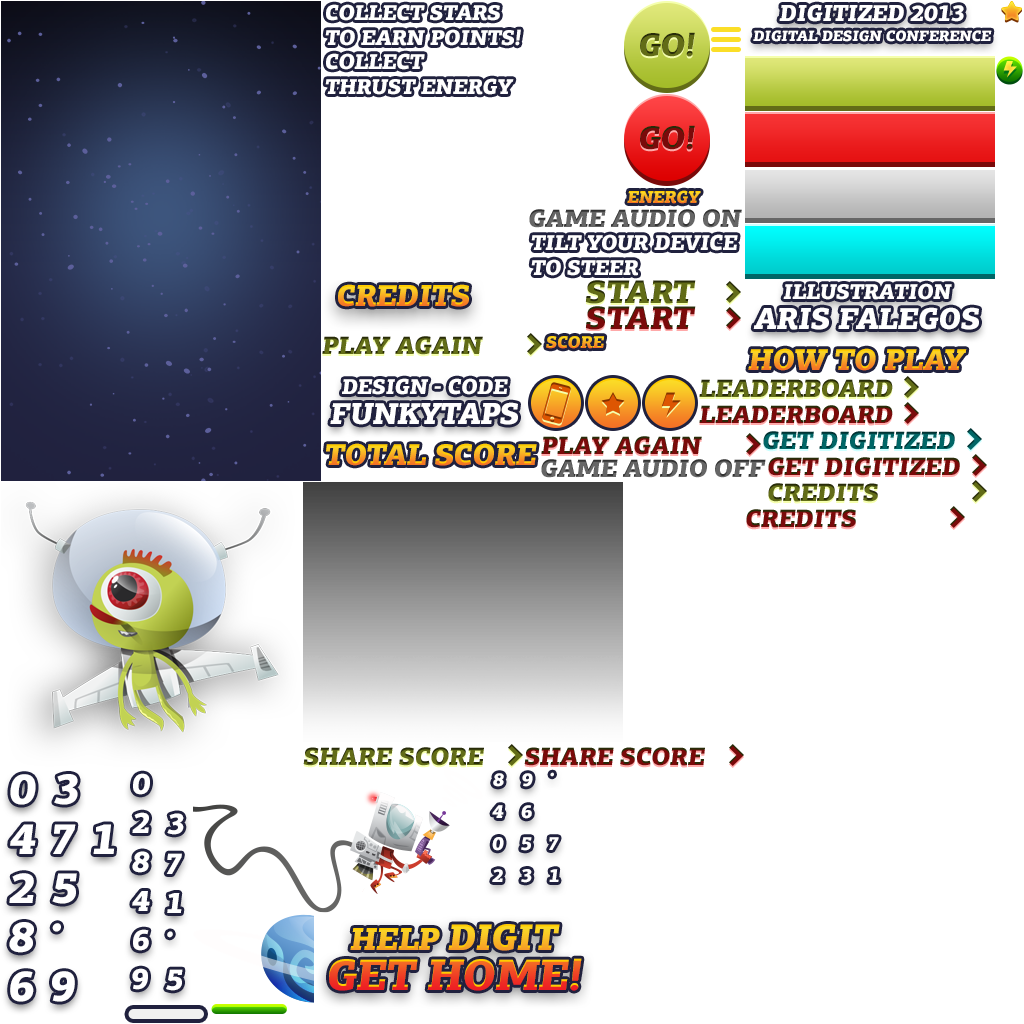 COLLECT STARS
TO EARN POINTS!
COLLECT
THRUST ENERGY
GO!
DIGITIZED 2013
DIGITAL DESIGN CONFERENCE
GO!
ENERGY
GAME AUDIO ON
TILT YOUR DEVICE
TO STEER
CREDITS
START
START
ILLUSTRATION
ARIS FALEGOS
PLAY AGAIN
SCORE
HOW TO PLAY
DESIGN - CODE
FUNKYTAPS
LEADERBOARD
LEADERBOARD
TOTAL SCORE
PLAY AGAIN
GET DIGITIZED
GAME AUDIO OFF
GET DIGITIZED
CREDITS
CREDITS
SHARE SCORE
SHARE SCORE
0 3
4 7 1
2 5
8 °
6 9
0
2 3
8 7
4 1
6 °
9 5
8 9 °
4 6
0 5 7
2 3 1
HELP DIGIT
GET HOME!